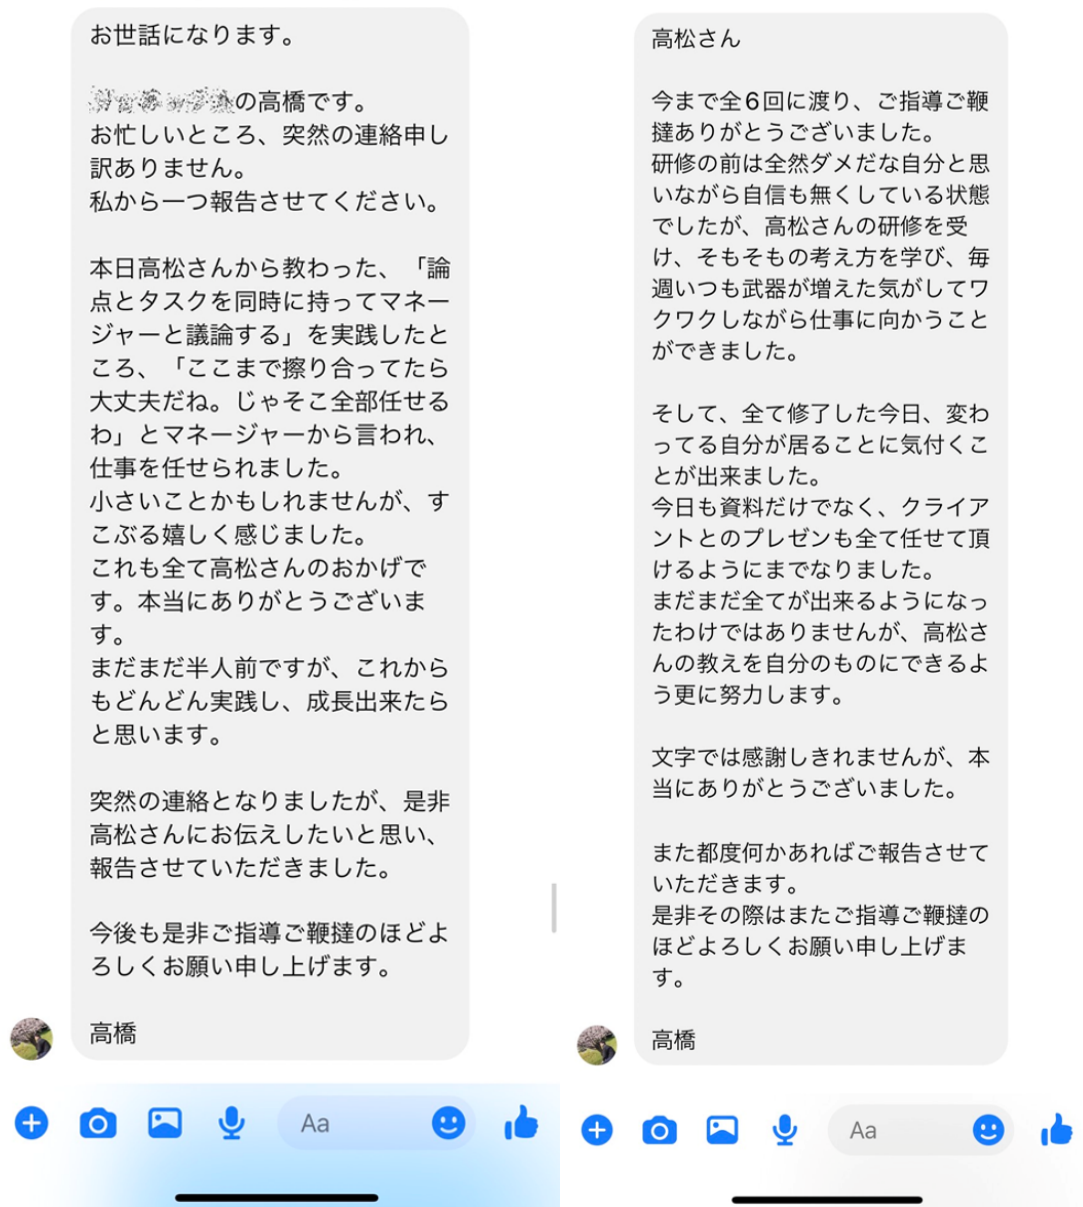 お世話になります。
の高橋です。
お忙しいところ、突然の連絡申し
訳ありません。
私から一つ報告させてください。
本日高松さんから教わった、「論
点とタスクを同時に持ってマネー
ジャーと議論する」を実践したと
ころ、「ここまで擦り合ってたら
大丈夫だね。じゃそこ全部任せる
わ」とマネージャーから言われ、
仕事を任せられました。
小さいことかもしれませんが、す
こぶる嬉しく感じました。
これも全て高松さんのおかげで
す。本当にありがとうございま
す。
まだまだ半人前ですが、これから
もどんどん実践し、成長出来たら
と思います。
突然の連絡となりましたが、是非
高松さんにお伝えしたいと思い、
報告させていただきました。
今後も是非ご指導ご鞭撻のほどよ
ろしくお願い申し上げます。
高橋
Aa
高松さん
今まで全6回に渡り、ご指導ご鞭
撻ありがとうございました。
研修の前は全然ダメだな自分と思
いながら自信も無くしている状態
でしたが、高松さんの研修を受
け、そもそもの考え方を学び、毎
週いつも武器が増えた気がしてワ
クワクしながら仕事に向かうこと
ができました。
そして、全て修了した今日、変わ
ってる自分が居ることに気付くこ
とが出来ました。
今日も資料だけでなく、クライア
ントとのプレゼンも全て任せて頂
けるようにまでなりました。
まだまだ全てが出来るようになっ
たわけではありませんが、高松さ
んの教えを自分のものにできるよ
う更に努力します。
文字では感謝しきれませんが、本
当にありがとうございました。
また都度何かあればご報告させて
いただきます。
是非その際はまたご指導ご鞭撻の
ほどよろしくお願い申し上げま
す。
高橋
Aa